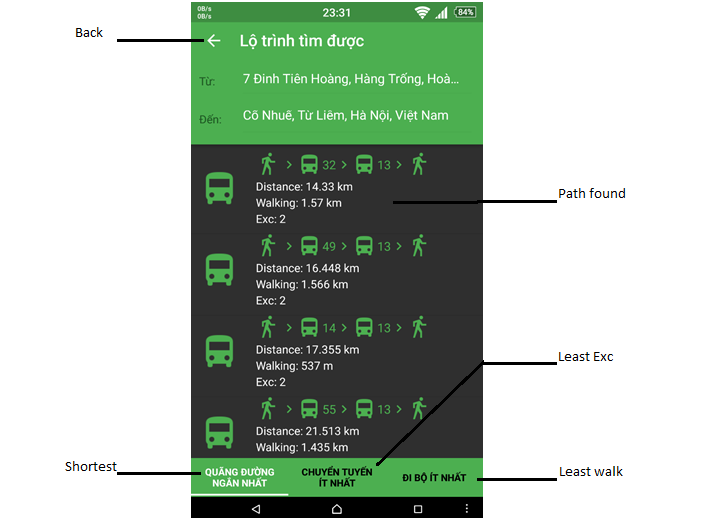 0B/s
0B/s
23:31
84%
Back
Lộ trình tìm được
Từ:
7 Đinh Tiên Hoàng, Hàng Trống, Hoà...
Đến:
Cổ Nhuế, Từ Liêm, Hà Nội, Việt Nam
> 32 > 13 >
Distance: 14.33 km
Walking: 1.57 km
Exc: 2
Path found
> 49 > 13 >
Distance: 16.448 km
Walking: 1.566 km
Exc: 2
> 14 > 13 >
Distance: 17.355 km
Walking: 537 m
Exc: 2
Least Exc
> 55 > 13 >
Distance: 21.513 km
Walking: 1.435 km
Shortest
QUÃNG ĐƯỜNG
NGẮN NHẤT
CHUYỂN TUYẾN
ÍT NHẤT
ĐI BỘ ÍT NHẤT
Least walk